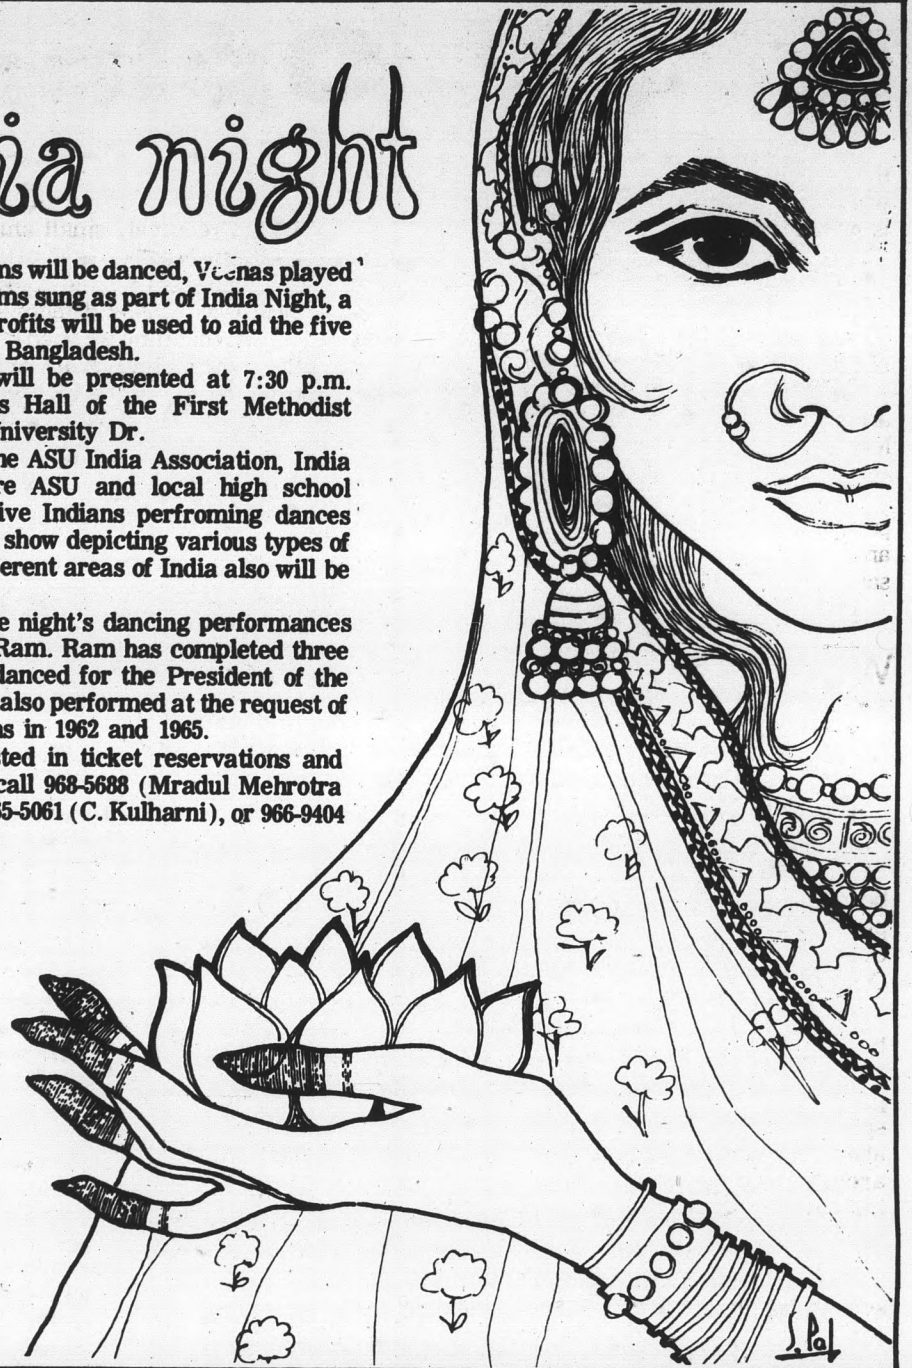 ia night
ns will be danced, Veenas played
ms sung as part of India Night, a
rofits will be used to aid the five
Bangladesh.
will be presented at 7:30 p.m.
s Hall of the First Methodist
niversity Dr.
he ASU India Association, India
re ASU and local high school
ive Indians perfroming dances
show depicting various types of
erent areas of India also will be
e night's dancing performances
Ram. Ram has completed three
danced for the President of the
also performed at the request of
ns in 1962 and 1965.
sted in ticket reservations and
call 968-5688 (Mradul Mehrotra
65-5061 (C. Kulharni), or 966-9404
S. Pal